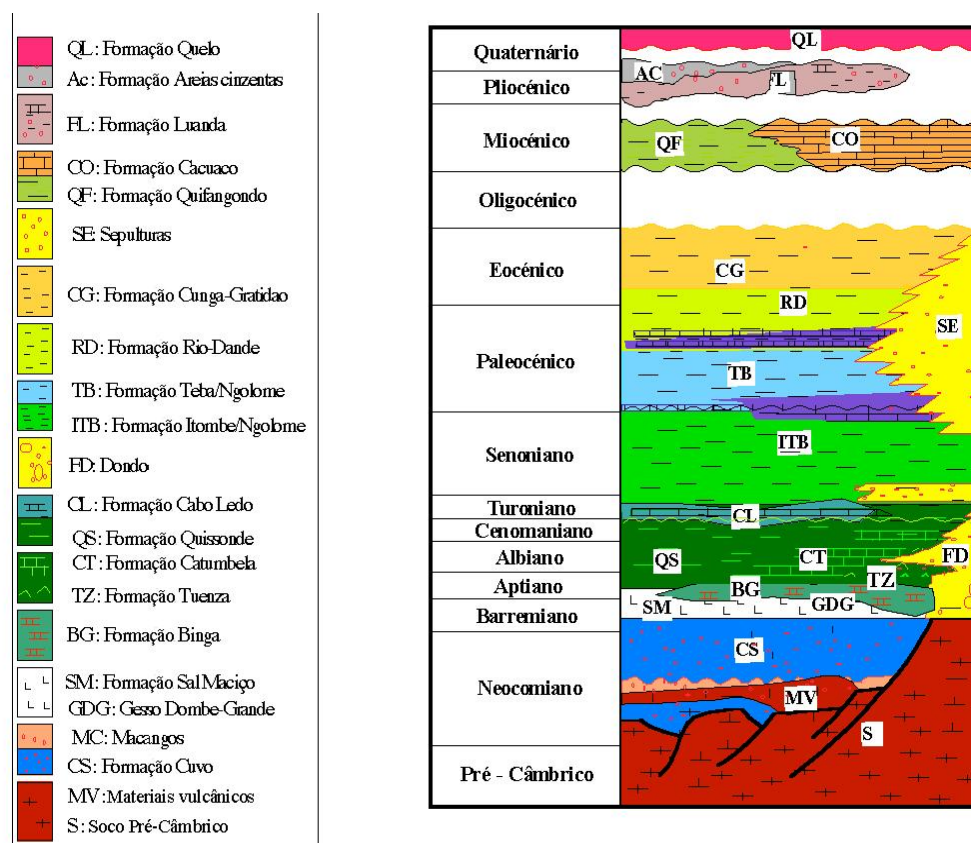 QL: Formação Quelo
Ac: Formação Areias cinzentas
FL: Formação Luanda
CO: Formação Cacuaco
QF: Formação Quifangondo
SE: Sepulturas
CG: Formação Cunga-Gratidao
RD: Formação Rio-Dande
TB: Formação Teba/Ngolome
ITB: Formação Itombe/Ngolome
FD: Dondo
CL: Formação Cabo Ledo
QS: Formação Quissonde
CT: Formação Catumbela
TZ: Formação Tuenza
BG: Formação Binga
SM: Formação Sal Maciço
GDG: Gesso Dombe-Grande
MC: Macangos
CS: Formação Cuvo
MV: Materiais vulcânicos
S: Soco Pré-Câmbrico
Quaternário
Pliocénico
Miocénico
Oligocénico
Eocénico
Paleocénico
Senoniano
Turoniano
Cenomaniano
Albiano
Aptiano
Barremiano
Neocomiano
Pré - Câmbrico
QL
AC
FL
QF
CO
CG
RD
SE
TB
ITB
CL
QS
CT
FD
TZ
BG
SM
GDG
CS
MV
S